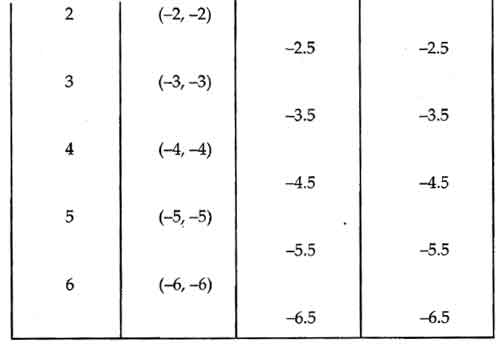 2 (–2, –2)
–2.5 –2.5
3 (–3, –3)
–3.5 –3.5
4 (–4, –4)
–4.5 –4.5
5 (–5, –5)
–5.5 –5.5
6 (–6, –6)
–6.5 –6.5